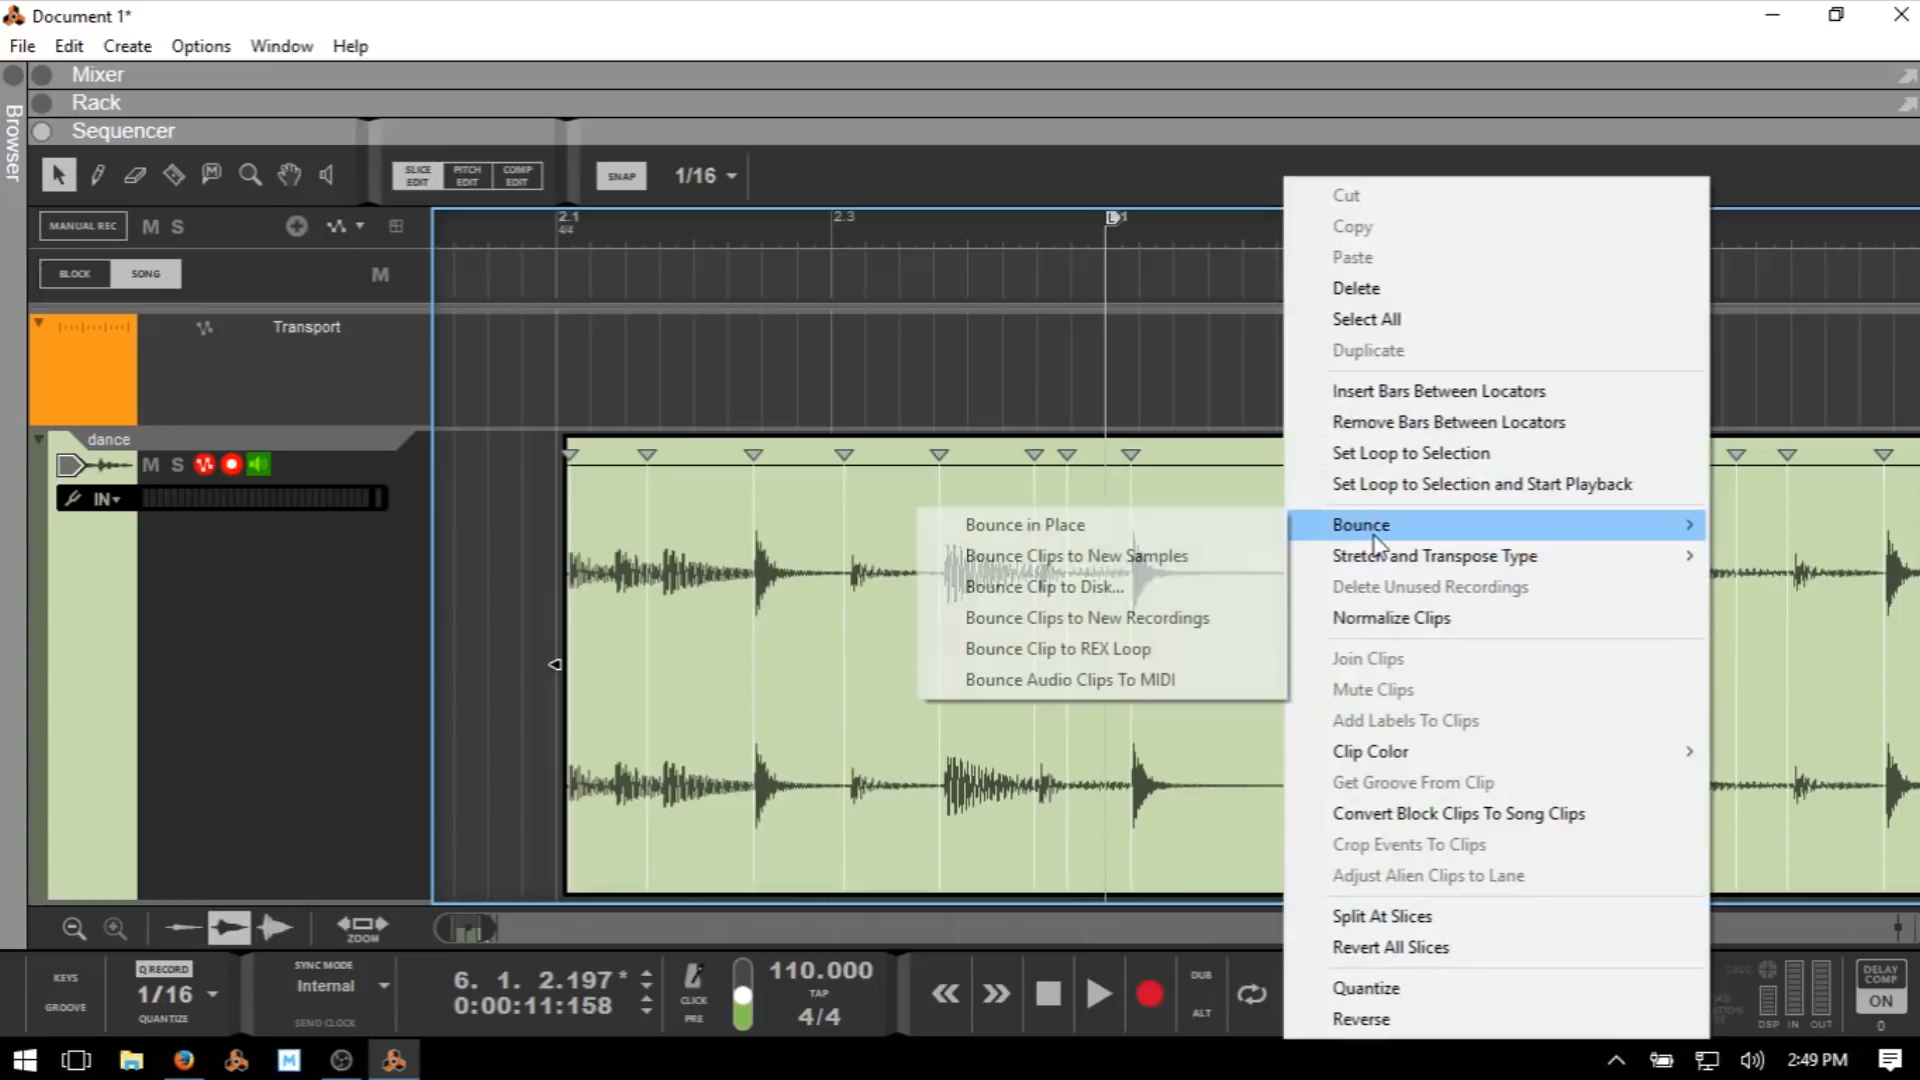 Document 1*
File Edit Create Options Window Help
Mixer
Rack
Sequencer
Browser
SLICE EDIT
PITCH EDIT
COMP EDIT
SNAP
1/16
MANUAL REC
M S
BLOCK
SONG
M
2.1
4/4
2.3
L
1
Transport
dance
M S
IN
Cut
Copy
Paste
Delete
Select All
Duplicate
Insert Bars Between Locators
Remove Bars Between Locators
Set Loop to Selection
Set Loop to Selection and Start Playback
Bounce
Stretch and Transpose Type
Delete Unused Recordings
Normalize Clips
Join Clips
Mute Clips
Add Labels To Clips
Clip Color
Get Groove From Clip
Convert Block Clips To Song Clips
Crop Events To Clips
Adjust Alien Clips to Lane
Split At Slices
Revert All Slices
Quantize
Reverse
Bounce in Place
Bounce Clips to New Samples
Bounce Clip to Disk...
Bounce Clips to New Recordings
Bounce Clip to REX Loop
Bounce Audio Clips To MIDI
ZOOM
KEYS
GROOVE
Q RECORD
1/16
QUANTIZE
SYNC MODE
Internal
SEND CLOCK
6. 1. 2.197 *
0:00:11:158
CLICK
PRE
110.000
TAP
4/4
DUB
ALT
DSP IN OUT
DELAY COMP
ON
0
M
2:49 PM